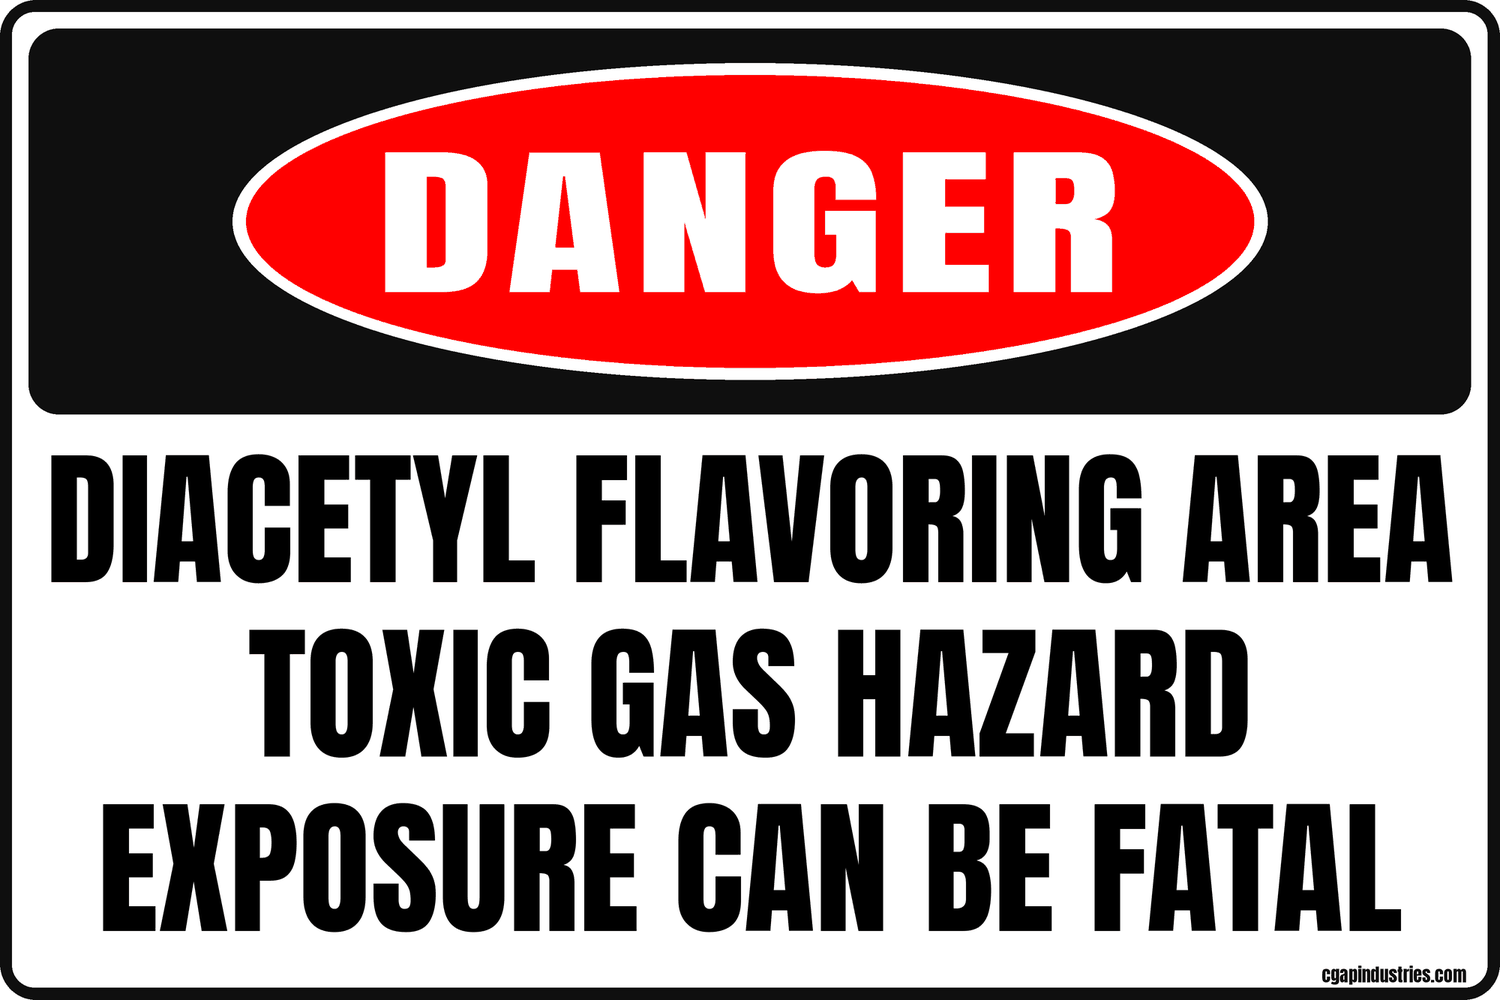 DANGER
DIACETYL FLAVORING AREA
TOXIC GAS HAZARD
EXPOSURE CAN BE FATAL
cgapindustries.com